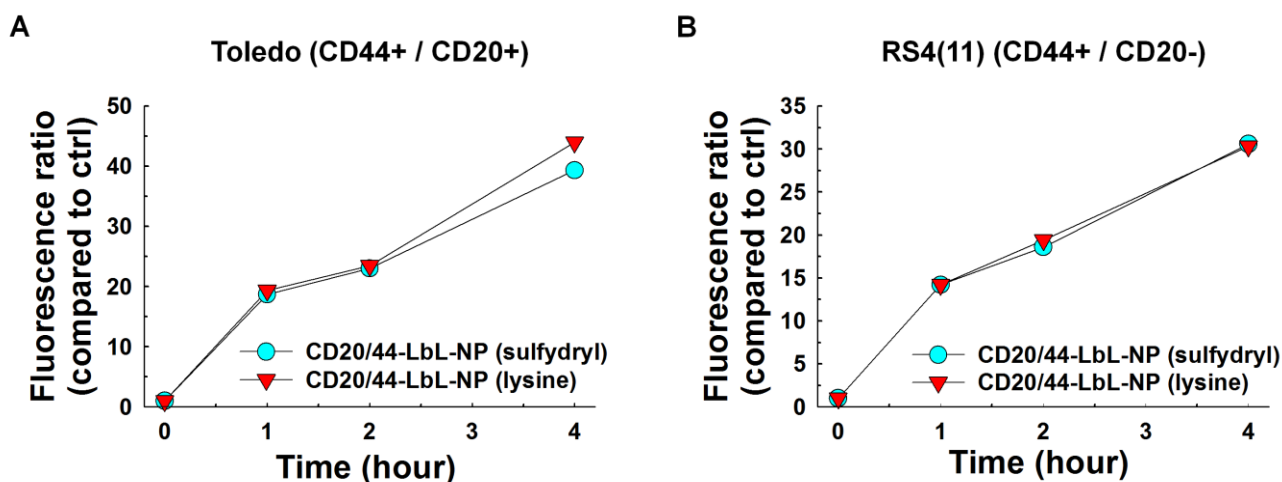 A
Toledo (CD44+ / CD20+)
Fluorescence ratio
(compared to ctrl)
50
40
30
20
10
0
CD20/44-LbL-NP (sulfydryl)
CD20/44-LbL-NP (lysine)
0 1 2 4
Time (hour)
B
RS4(11) (CD44+ / CD20-)
Fluorescence ratio
(compared to ctrl)
35
30
25
20
15
10
5
0
CD20/44-LbL-NP (sulfydryl)
CD20/44-LbL-NP (lysine)
0 1 2 4
Time (hour)